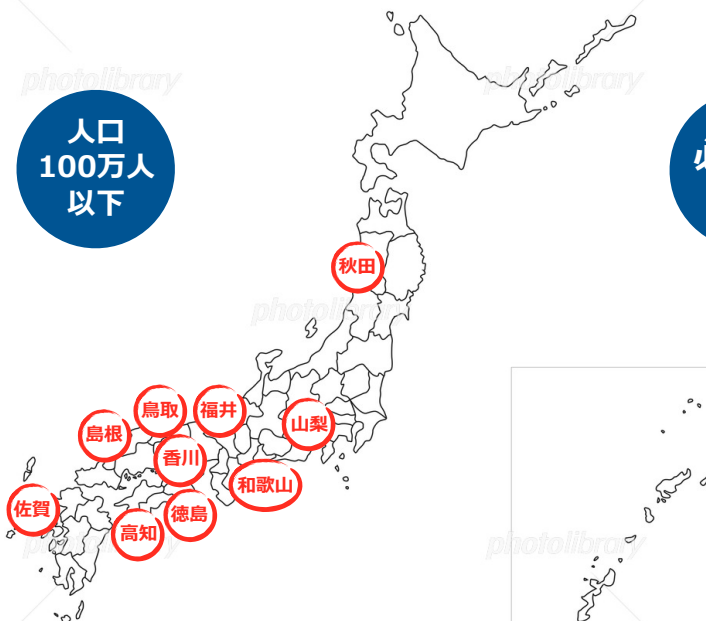 photolibrary
photolibrary
人口
100万人
以下
秋田
photolibrary
鳥取
福井
島根
山梨
香川
和歌山
佐賀
徳島
高知
photolibrary
photolibrary